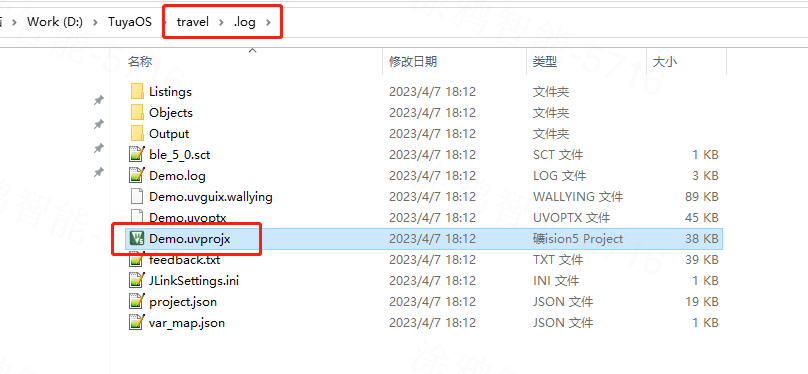 Work (D:) › TuyaOS › travel › .log ›
名称 修改日期 类型 大小
Listings 2023/4/7 18:12 文件夹
Objects 2023/4/7 18:12 文件夹
Output 2023/4/7 18:12 文件夹
ble_5_0.sct 2023/4/7 18:12 SCT 文件 1 KB
Demo.log 2023/4/7 18:12 LOG 文件 3 KB
Demo.uvguix.wallying 2023/4/7 18:12 WALLYING 文件 89 KB
Demo.uvoptx 2023/4/7 18:12 UVOPTX 文件 45 KB
Demo.uvprojx 2023/4/7 18:12 礦ision5 Project 38 KB
feedback.txt 2023/4/7 18:12 TXT 文件 39 KB
JLinkSettings.ini 2023/4/7 18:12 INI 文件 1 KB
project.json 2023/4/7 18:12 JSON 文件 19 KB
var_map.json 2023/4/7 18:12 JSON 文件 1 KB